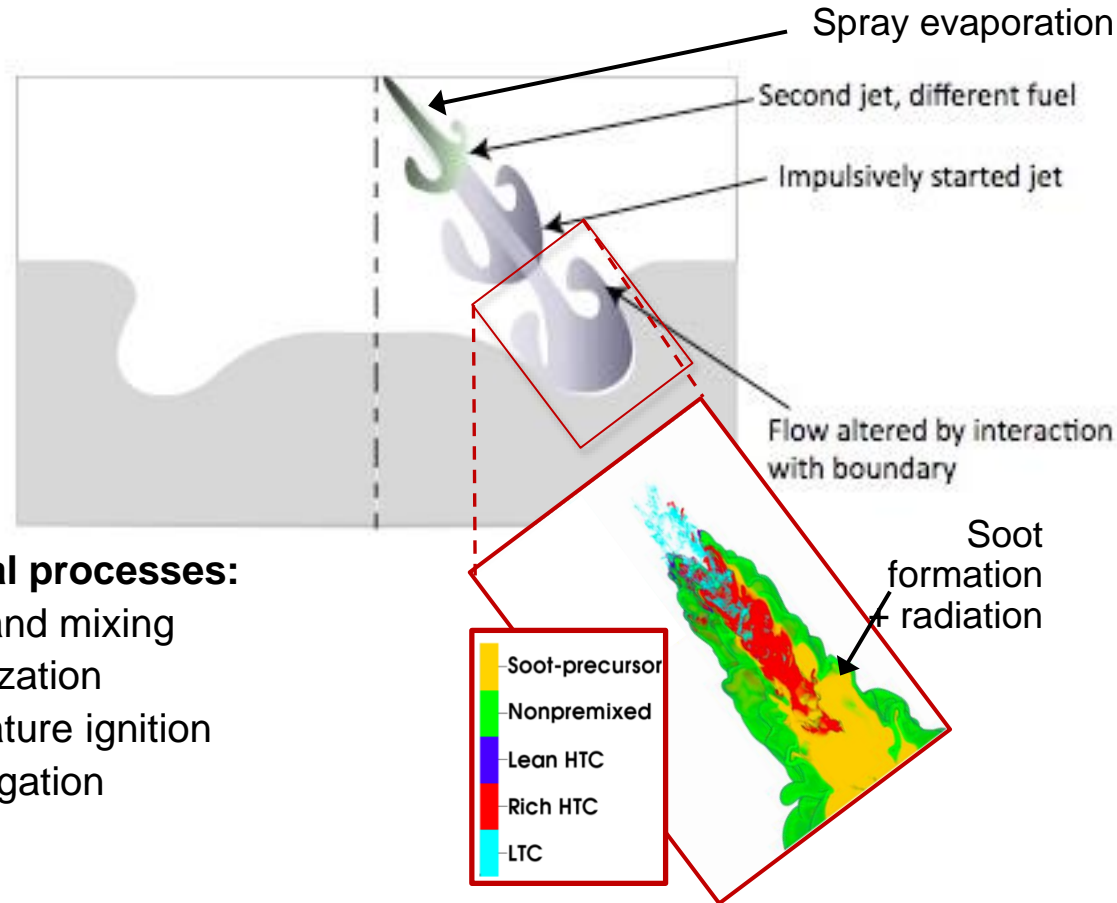 Spray evaporation
Second jet, different fuel
Impulsively started jet
Flow altered by interaction
with boundary
Soot
formation
+ radiation
al processes:
and mixing
zation
ature ignition
gation
Soot-precursor
Nonpremixed
Lean HTC
Rich HTC
LTC